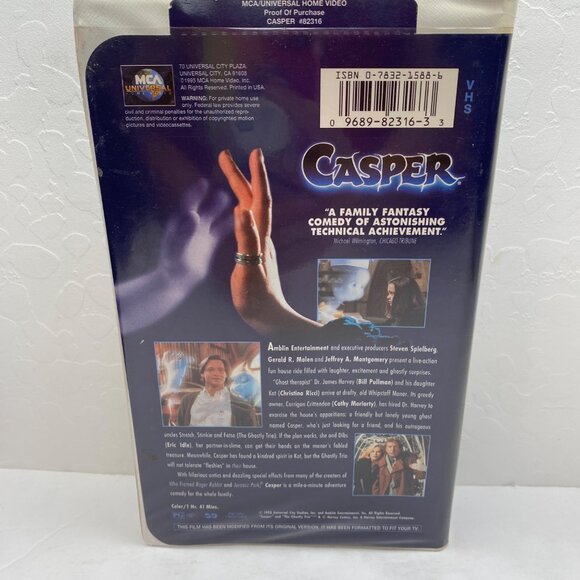 MCA/UNIVERSAL HOME VIDEO
Proof Of Purchase
CASPER #82316
MCA
UNIVERSAL
70 UNIVERSAL CITY PLAZA,
UNIVERSAL CITY, CA 91608
©1995 MCA Home Video, Inc.
All Rights Reserved. Printed in USA.
WARNING: For private home use
only. Federal law provides severe
civil and criminal penalties for the unauthorized repro-
duction, distribution or exhibition of copyrighted motion
pictures and videocassettes.
ISBN 0-7832-1588-6
0 9689-82316-3 3
VHS
CASPER
"A FAMILY FANTASY
COMEDY OF ASTONISHING
TECHNICAL ACHIEVEMENT."
Michael Wilmington, CHICAGO TRIBUNE
Amblin Entertainment and executive producers Steven Spielberg,
Gerald R. Molen and Jeffrey A. Montgomery present a live-action
fun house ride filled with laughter, excitement and ghostly surprises.
"Ghost therapist" Dr. James Harvey (Bill Pullman) and his daughter
Kat (Christina Ricci) arrive at drafty, old Whipstaff Manor. Its greedy
owner, Carrigan Crittenden (Cathy Moriarty), has hired Dr. Harvey to
exorcise the house's apparitions: a friendly but lonely young ghost
named Casper, who's just looking for a friend, and his outrageous
uncles Stretch, Stinkie and Fatso (The Ghostly Trio). If the plan works, she and Dibs
(Eric Idle), her partner-in-slime, can get their hands on the manor's fabled
treasure. Meanwhile, Casper has found a kindred spirit in Kat, but the Ghostly Trio
will not tolerate "fleshies" in their house.
With hilarious antics and dazzling special effects from many of the creators of
Who Framed Roger Rabbit and Jurassic Park, Casper is a mile-a-minute adventure
comedy for the whole family.
Color/1 Hr. 41 Mins.
PG
THIS FILM HAS BEEN MODIFIED FROM ITS ORIGINAL VERSION. IT HAS BEEN FORMATTED TO FIT YOUR TV.